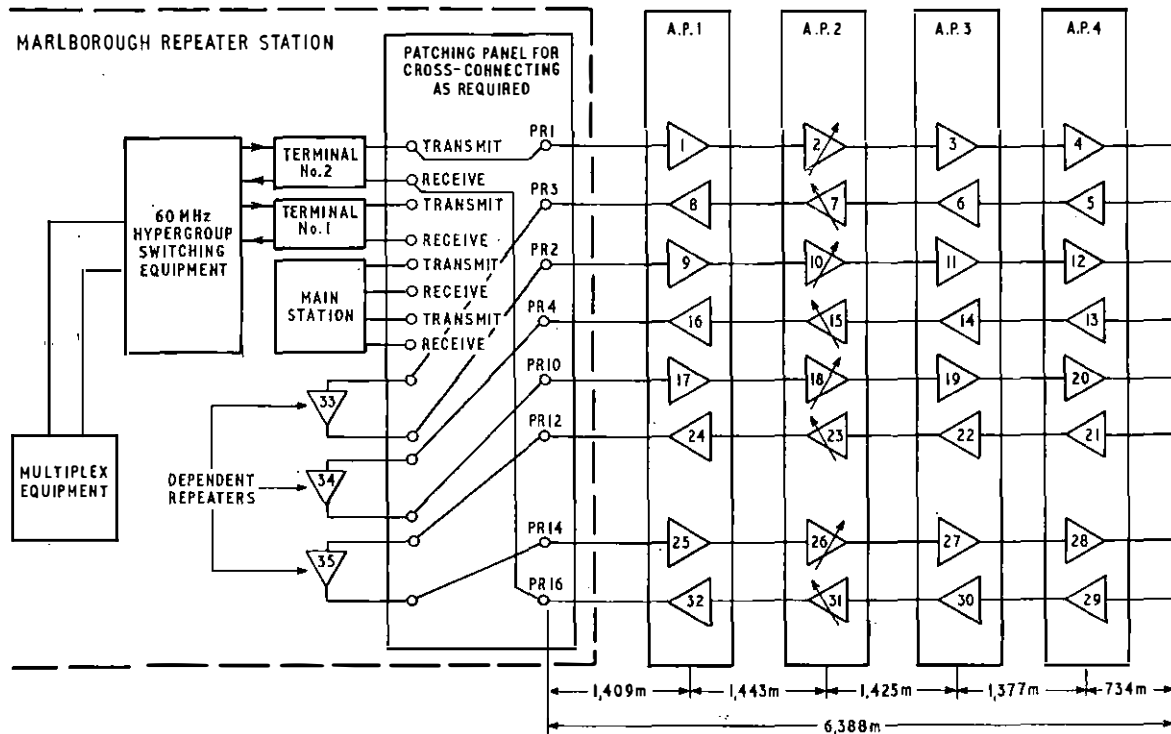 MARLBOROUGH REPEATER STATION
PATCHING PANEL FOR
CROSS-CONNECTING
AS REQUIRED
A.P.1
A.P.2
A.P.3
A.P.4
60 MHz
HYPERGROUP
SWITCHING
EQUIPMENT
TERMINAL
No.2
TERMINAL
No.1
MAIN
STATION
MULTIPLEX
EQUIPMENT
DEPENDENT
REPEATERS
33
34
35
TRANSMIT
RECEIVE
TRANSMIT
RECEIVE
TRANSMIT
RECEIVE
TRANSMIT
RECEIVE
PR1
PR3
PR2
PR4
PR10
PR12
PR14
PR16
1 2 3 4
8 7 6 5
9 10 11 12
16 15 14 13
17 18 19 20
24 23 22 21
25 26 27 28
32 31 30 29
1,409m 1,443m 1,425m 1,377m 734m
6,388m